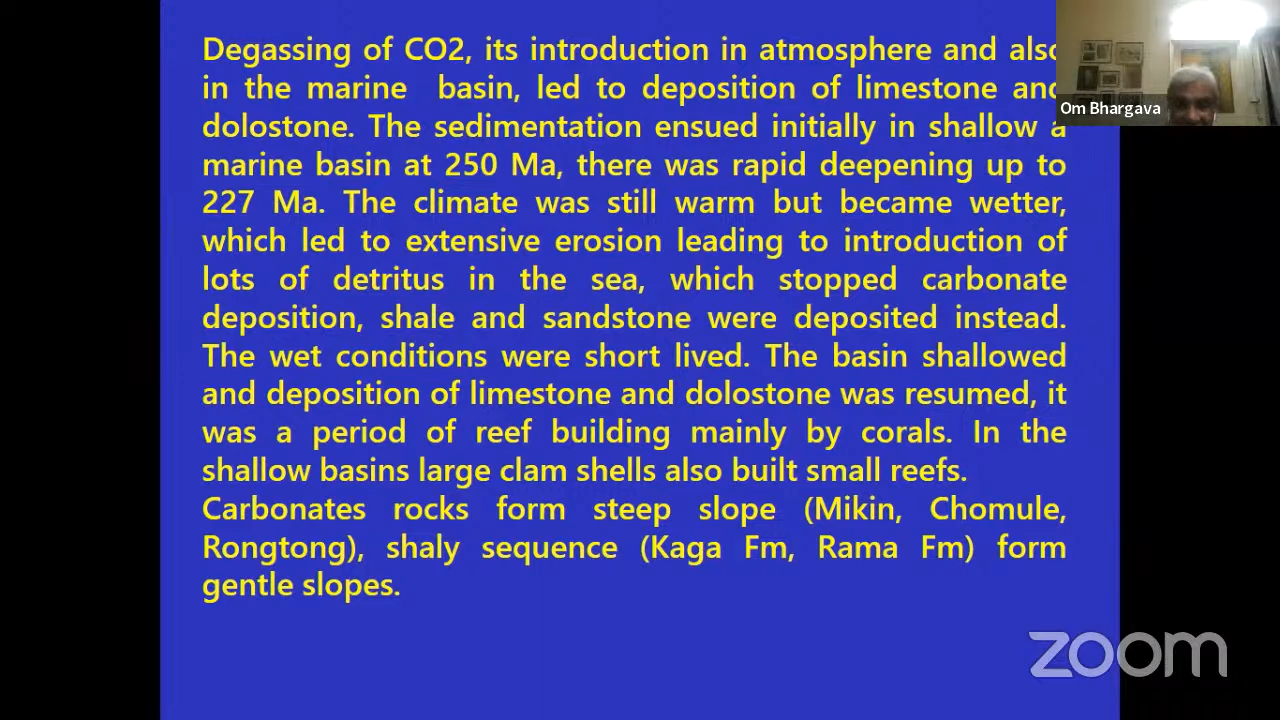 Degassing of CO2, its introduction in atmosphere and also
in the marine basin, led to deposition of limestone and
dolostone. The sedimentation ensued initially in shallow a
marine basin at 250 Ma, there was rapid deepening up to
227 Ma. The climate was still warm but became wetter,
which led to extensive erosion leading to introduction of
lots of detritus in the sea, which stopped carbonate
deposition, shale and sandstone were deposited instead.
The wet conditions were short lived. The basin shallowed
and deposition of limestone and dolostone was resumed, it
was a period of reef building mainly by corals. In the
shallow basins large clam shells also built small reefs.
Carbonates rocks form steep slope (Mikin, Chomule,
Rongtong), shaly sequence (Kaga Fm, Rama Fm) form
gentle slopes.
Om Bhargava
zoom